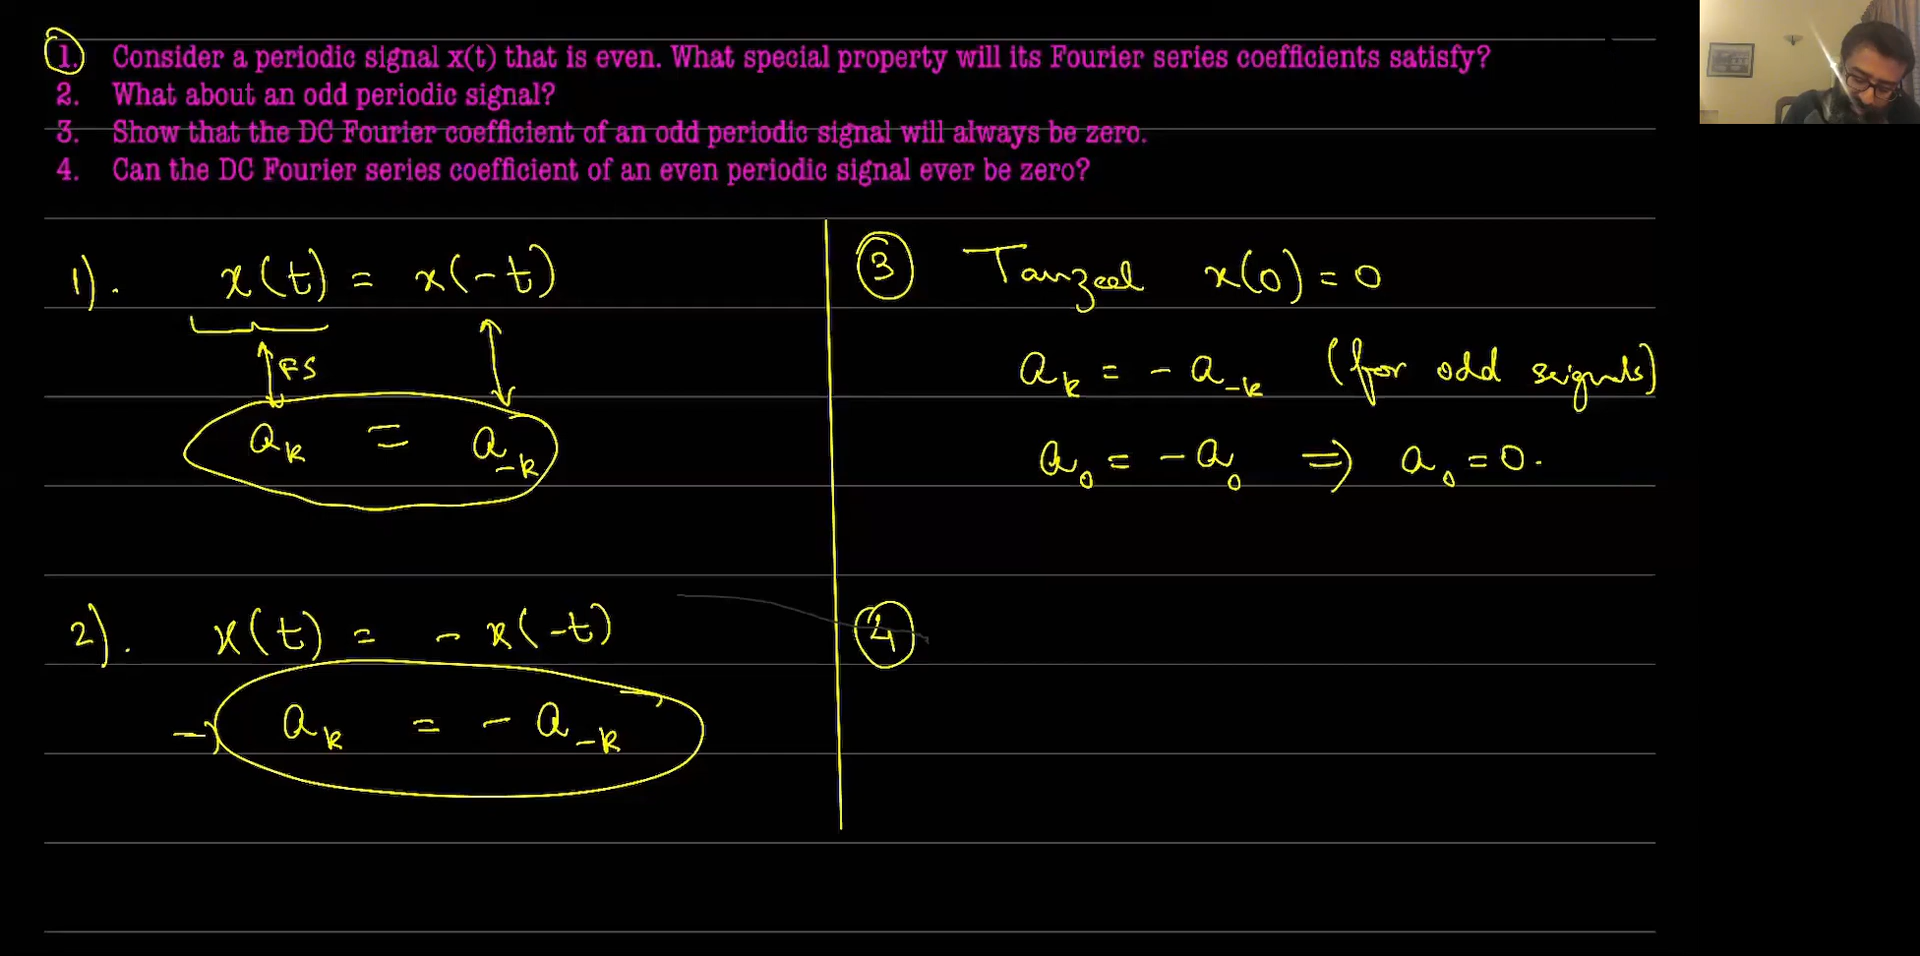 1. Consider a periodic signal x(t) that is even. What special property will its Fourier series coefficients satisfy?
2. What about an odd periodic signal?
3. Show that the DC Fourier coefficient of an odd periodic signal will always be zero.
4. Can the DC Fourier series coefficient of an even periodic signal ever be zero?
1). x(t) = x(-t)
FS
a_k = a_-k
2). x(t) = - x(-t)
→ a_k = - a_-k
3 Tanzeel x(0) = 0
a_k = - a_-k (for odd signals)
a_0 = - a_0 ⇒ a_0 = 0.
4